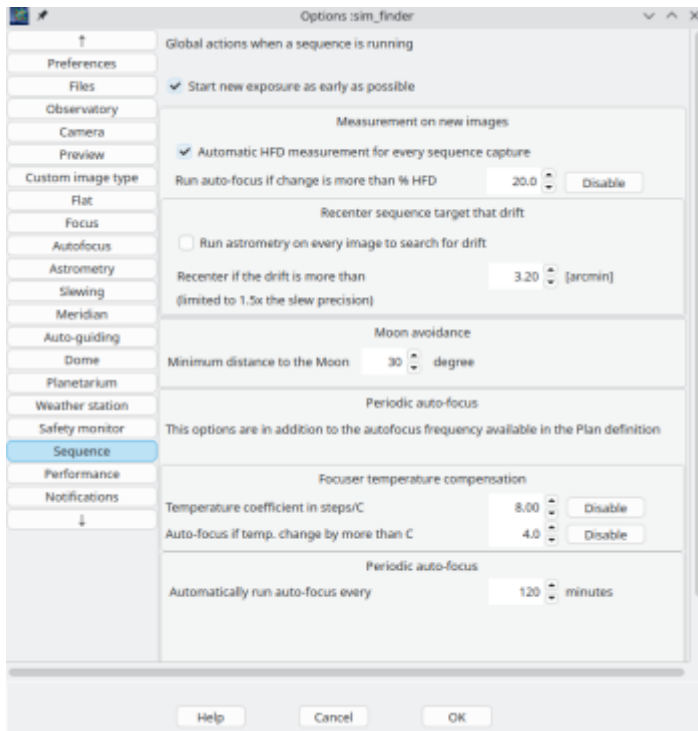 Options :sim_finder
↑
Preferences
Files
Observatory
Camera
Preview
Custom image type
Flat
Focus
Autofocus
Astrometry
Slewing
Meridian
Auto-guiding
Dome
Planetarium
Weather station
Safety monitor
Sequence
Performance
Notifications
↓
Global actions when a sequence is running
Start new exposure as early as possible
Measurement on new images
Automatic HFD measurement for every sequence capture
Run auto-focus if change is more than % HFD 20.0 Disable
Recenter sequence target that drift
Run astrometry on every image to search for drift
Recenter if the drift is more than 3.20 [arcmin]
(limited to 1.5x the slew precision)
Moon avoidance
Minimum distance to the Moon 30 degree
Periodic auto-focus
This options are in addition to the autofocus frequency available in the Plan definition
Focuser temperature compensation
Temperature coefficient in steps/C 8.00 Disable
Auto-focus if temp. change by more than C 4.0 Disable
Periodic auto-focus
Automatically run auto-focus every 120 minutes
Help Cancel OK